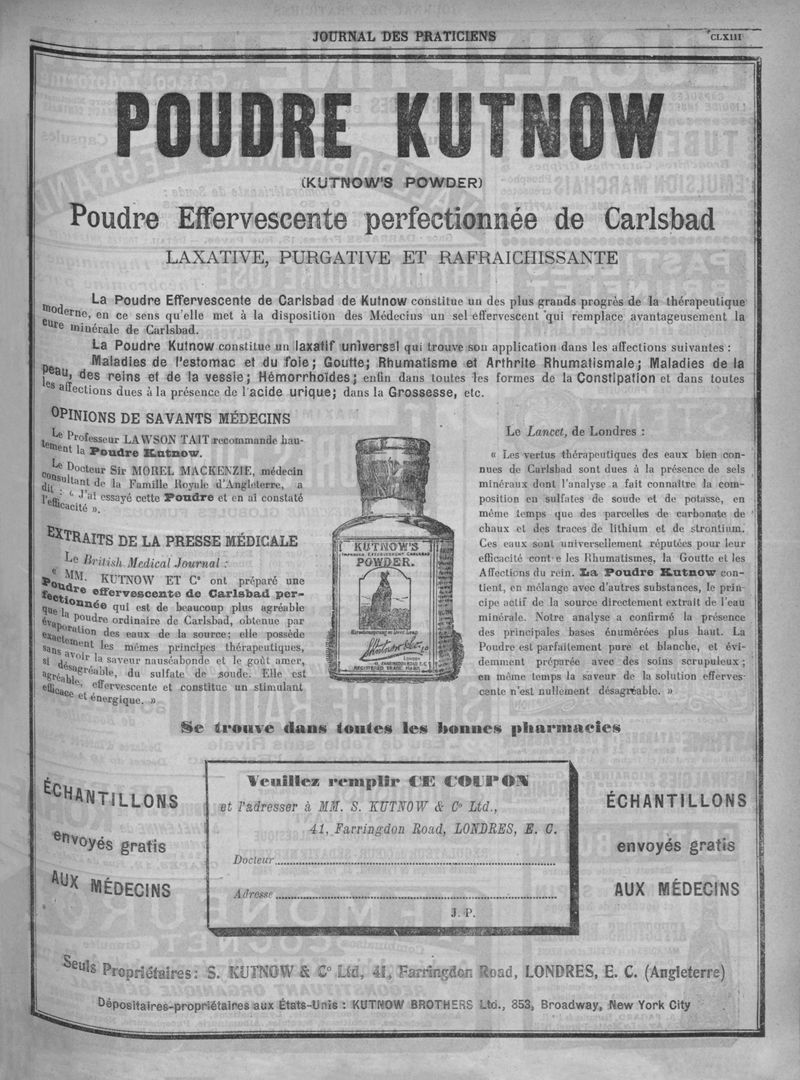 JOURNAL DES PRATICIENS
CLXIII
POUDRE KUTNOW
(KUTNOW'S POWDER)
Poudre Effervescente perfectionnée de Carlsbad
LAXATIVE, PURGATIVE ET RAFRAICHISSANTE
La Poudre Effervescente de Carlsbad de Kutnow constitue un des plus grands progrès de la thérapeutique
moderne, en ce sens qu'elle met à la disposition des Médecins un sel effervescent qui remplace avantageusement la
cure minérale de Carlsbad.
La Poudre Kutnow constitue un laxatif universel qui trouve son application dans les affections suivantes :
Maladies de l'estomac et du foie; Goutte; Rhumatisme et Arthrite Rhumatismale; Maladies de la
peau, des reins et de la vessie; Hémorrhoïdes; enfin dans toutes les formes de la Constipation et dans toutes
les affections dues à la présence de l'acide urique; dans la Grossesse, etc.
OPINIONS DE SAVANTS MÉDECINS
Le Professeur LAWSON TAIT recommande hau-
tement la Poudre Kutnow.
Le Docteur Sir MOREL MACKENZIE, médecin
consultant de la Famille Royale d'Angleterre, a
dit : « J'ai essayé cette Poudre et en ai constaté
l'efficacité ».
EXTRAITS DE LA PRESSE MÉDICALE
Le British Medical Journal :
« MM. KUTNOW ET Cº ont préparé une
Poudre effervescente de Carlsbad per-
fectionnée qui est de beaucoup plus agréable
que la poudre ordinaire de Carlsbad, obtenue par
évaporation des eaux de la source; elle possède
exactement les mêmes principes thérapeutiques,
sans avoir la saveur nauséabonde et le goût amer,
si désagréable, du sulfate de soude. Elle est
agréable, effervescente et constitue un stimulant
efficace et énergique. »
KUTNOW'S
IMPROVED EFFERVESCENT CARLSBAD
POWDER.
S. Kutnow & Co. Ld
LONDON
41, FARRINGDON ROAD E.C.
REGISTERED TRADE MARK
Le Lancet, de Londres :
« Les vertus thérapeutiques des eaux bien con-
nues de Carlsbad sont dues à la présence de sels
minéraux dont l'analyse a fait connaître la com-
position en sulfates de soude et de potasse, en
même temps que des parcelles de carbonate de
chaux et des traces de lithium et de strontium.
Ces eaux sont universellement réputées pour leur
efficacité cont e les Rhumatismes, la Goutte et les
Affections du rein. La Poudre Kutnow con-
tient, en mélange avec d'autres substances, le prin-
cipe actif de la source directement extrait de l'eau
minérale. Notre analyse a confirmé la présence
des principales bases énumérées plus haut. La
Poudre est parfaitement pure et blanche, et évi-
demment préparée avec des soins scrupuleux ;
en même temps la saveur de la solution efferves-
cente n'est nullement désagréable. »
Se trouve dans toutes les bonnes pharmacies
ÉCHANTILLONS
envoyés gratis
AUX MÉDECINS
Veuillez remplir CE COUPON
et l'adresser à MM. S. KUTNOW & Cº Ltd.,
41, Farringdon Road, LONDRES, E. C.
Docteur
Adresse
J. P.
ÉCHANTILLONS
envoyés gratis
AUX MÉDECINS
Seuls Propriétaires: S. KUTNOW & Cº Ltd, 41, Farringdon Road, LONDRES, E. C. (Angleterre)
Dépositaires-propriétaires aux États-Unis : KUTNOW BROTHERS Ltd., 853, Broadway, New York City